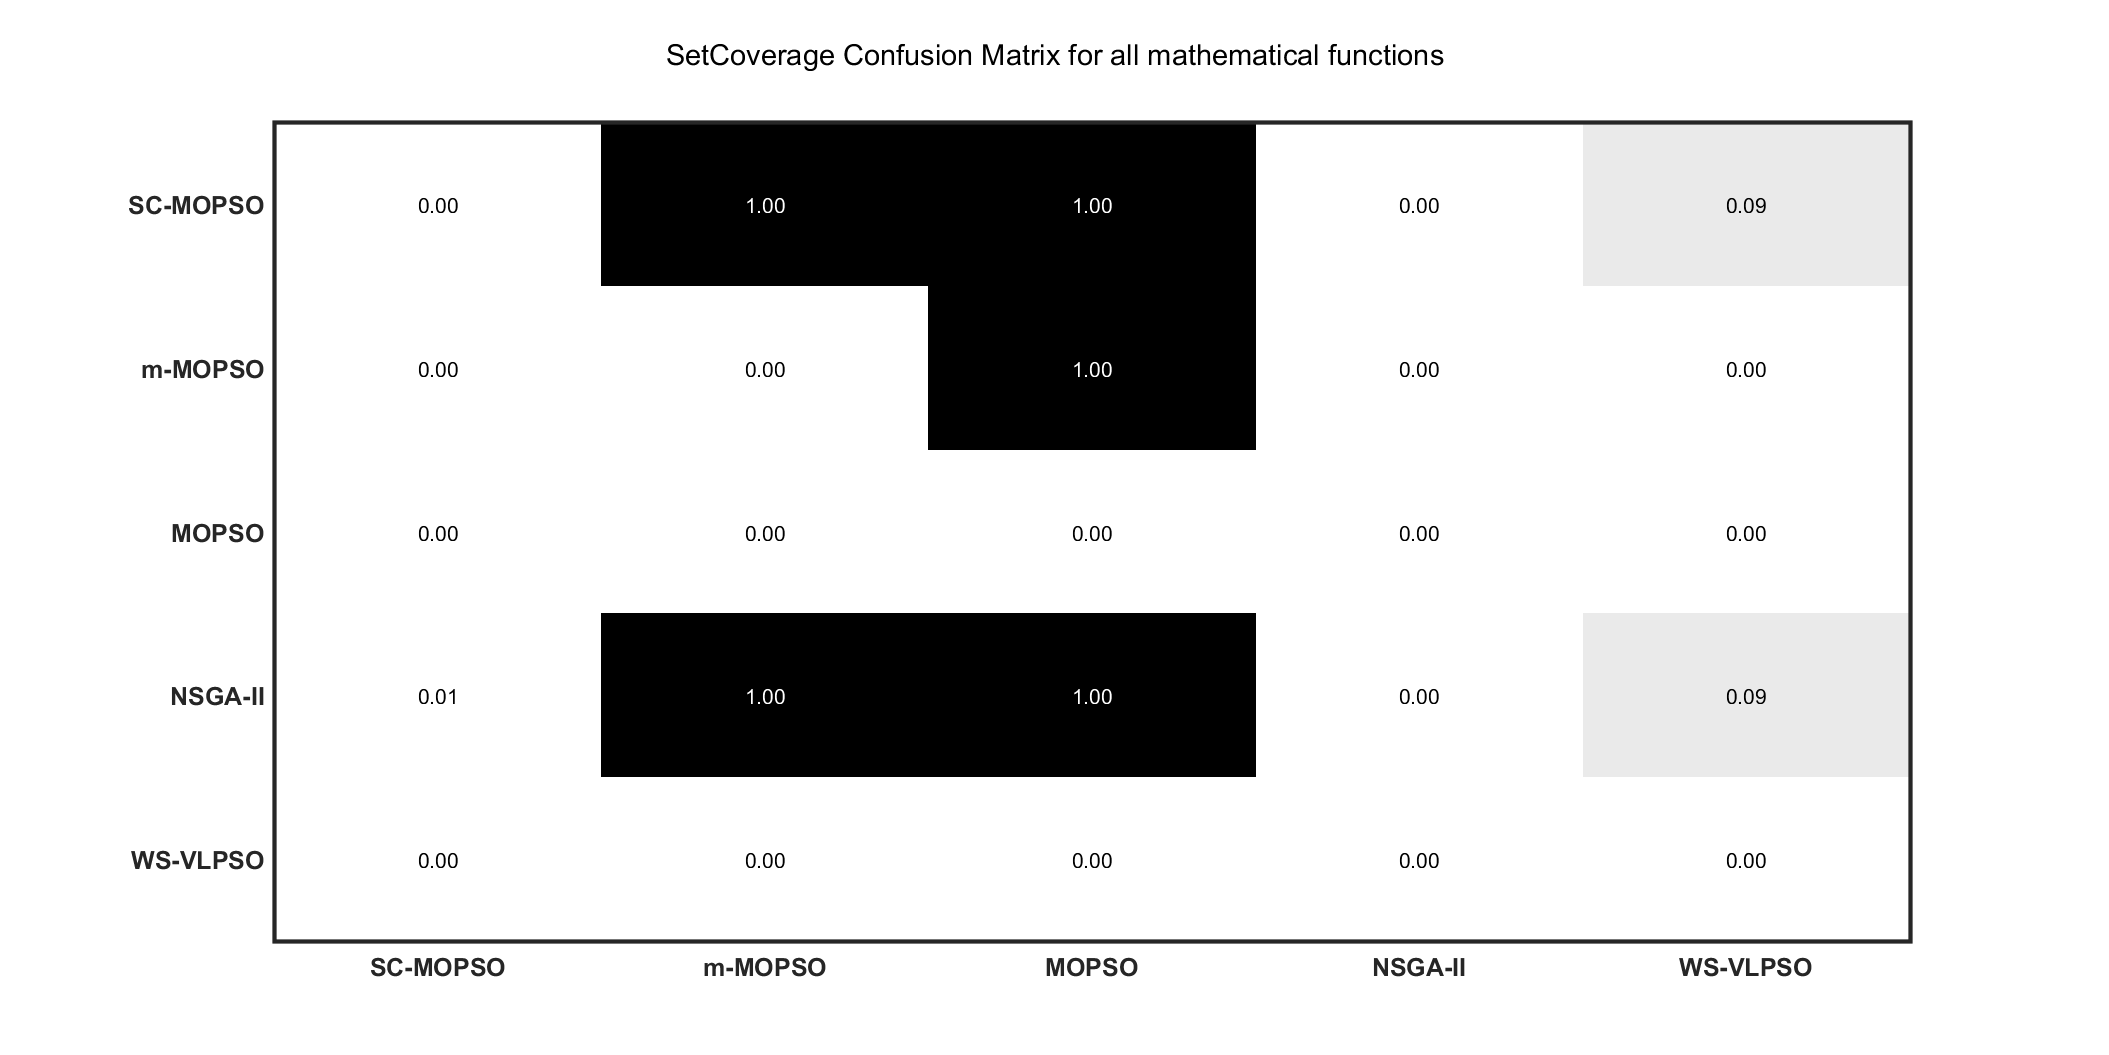 SetCoverage Confusion Matrix for all mathematical functions
SC-MOPSO 0.00 1.00 1.00 0.00 0.09
m-MOPSO 0.00 0.00 1.00 0.00 0.00
MOPSO 0.00 0.00 0.00 0.00 0.00
NSGA-II 0.01 1.00 1.00 0.00 0.09
WS-VLPSO 0.00 0.00 0.00 0.00 0.00
SC-MOPSO m-MOPSO MOPSO NSGA-II WS-VLPSO